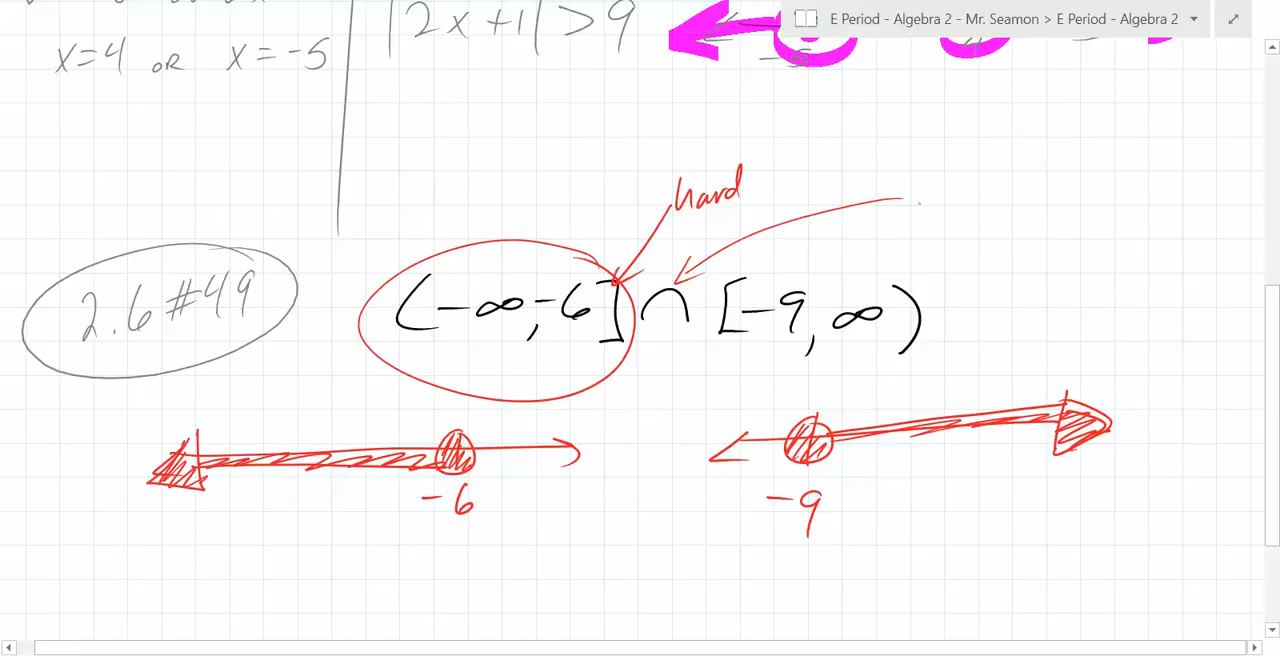 E Period - Algebra 2 - Mr. Seamon > E Period - Algebra 2
x=4 OR x=-5
|2x+1|>9
-5
hard
2.6 #49
(-∞,-6] ∩ [-9,∞)
-6
-9